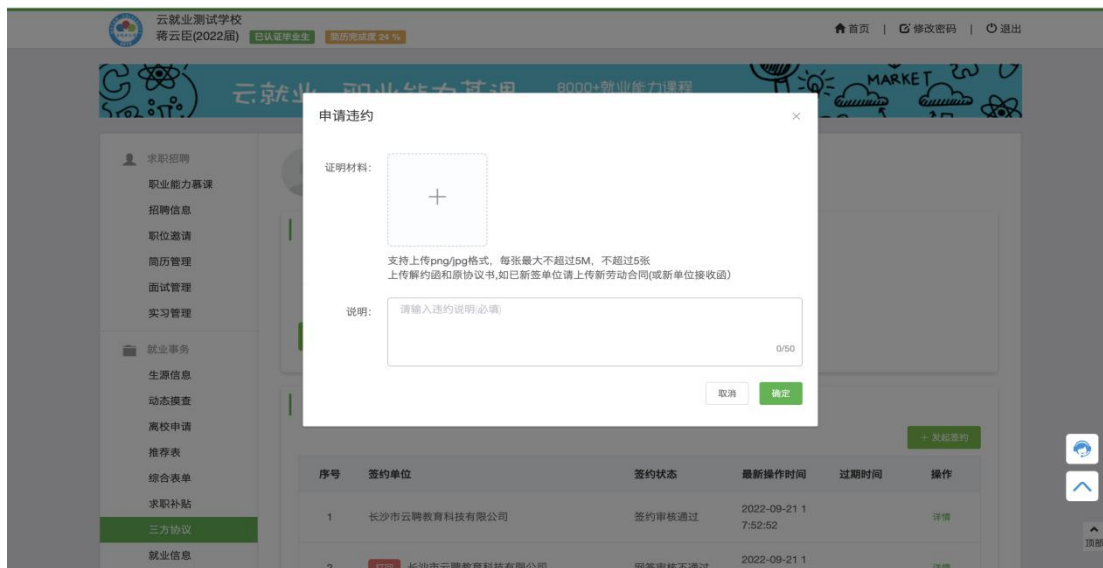 云就业测试学校
蒋云臣(2022届) 已认证毕业生 简历完成度 24 %
首页 | 修改密码 | 退出
云就业 职业能力慕课 8000+就业能力课程
MARKET
申请违约
求职招聘
职业能力慕课
招聘信息
职位邀请
简历管理
面试管理
实习管理
就业事务
生源信息
动态摸查
离校申请
推荐表
综合表单
求职补贴
三方协议
就业信息
证明材料：
支持上传png/jpg格式，每张最大不超过5M，不超过5张
上传解约函和原协议书,如已新签单位请上传新劳动合同(或新单位接收函)
说明：
请输入违约说明(必填)
0/50
取消 确定
+ 发起签约
序号 签约单位 签约状态 最新操作时间 过期时间 操作
1 长沙市云聘教育科技有限公司 签约审核通过 2022-09-21 1
7:52:52 详情
2 长沙市云聘教育科技有限公司 网签审核不通过 2022-09-21 1
详情
顶部